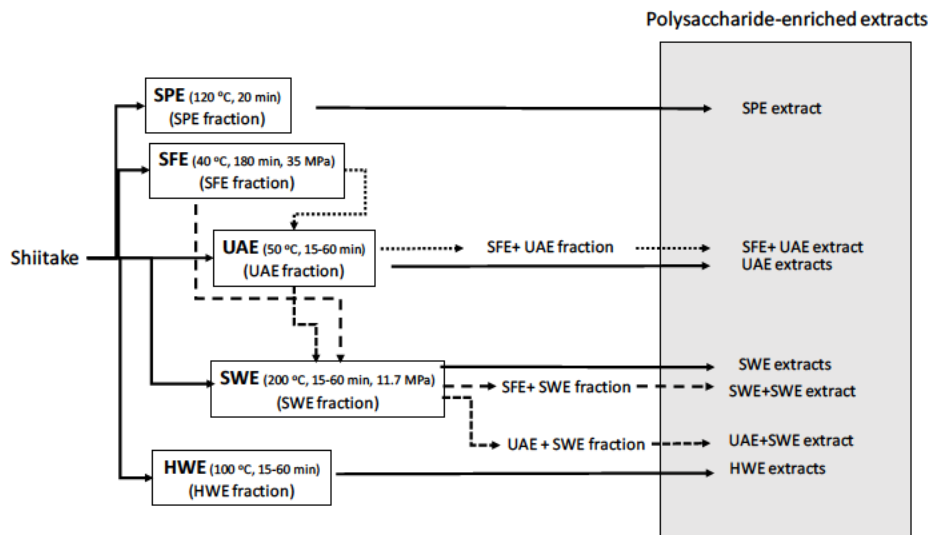 Polysaccharide-enriched extracts
SPE (120 ºC, 20 min)
(SPE fraction)
SPE extract
SFE (40 ºC, 180 min, 35 MPa)
(SFE fraction)
Shiitake
UAE (50 ºC, 15-60 min)
(UAE fraction)
SFE+ UAE fraction
SFE+ UAE extract
UAE extracts
SWE (200 ºC, 15-60 min, 11.7 MPa)
(SWE fraction)
SWE extracts
SFE+ SWE fraction
SWE+SWE extract
UAE + SWE fraction
UAE+SWE extract
HWE (100 ºC, 15-60 min)
(HWE fraction)
HWE extracts